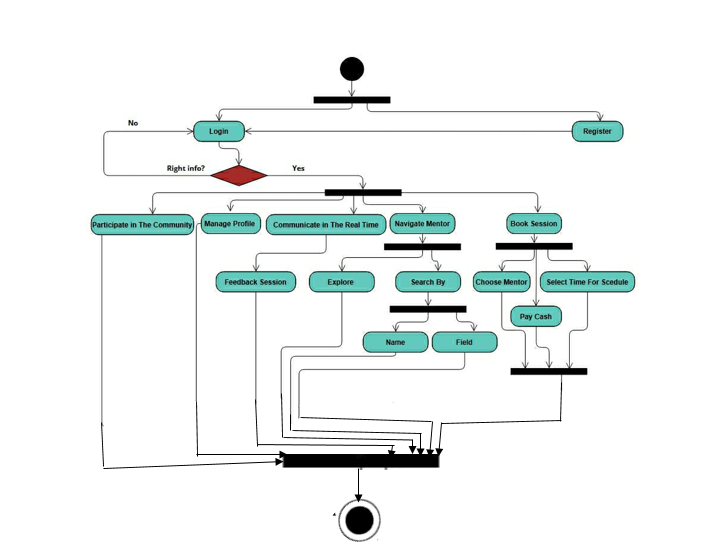 No
Login
Register
Right info?
Yes
Participate in The Community
Manage Profile
Communicate in The Real Time
Navigate Mentor
Book Session
Feedback Session
Explore
Search By
Choose Mentor
Select Time For Scedule
Pay Cash
Name
Field